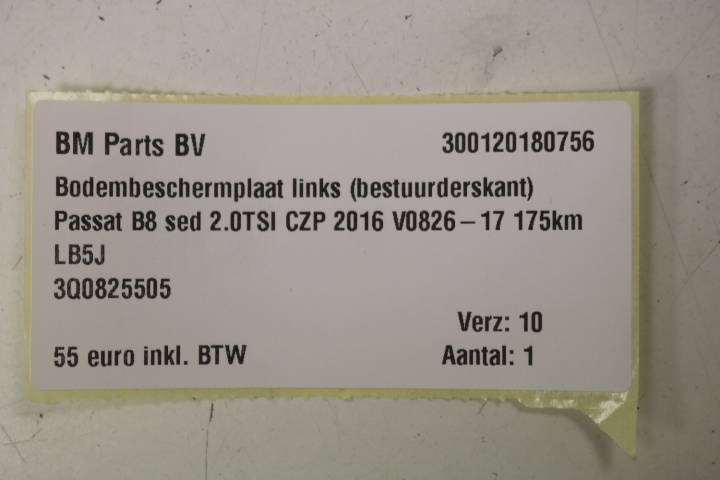 BM Parts BV 300120180756
Bodembeschermplaat links (bestuurderskant)
Passat B8 sed 2.0TSI CZP 2016 V0826 – 17 175km
LB5J
3Q0825505
Verz: 10
55 euro inkl. BTW Aantal: 1